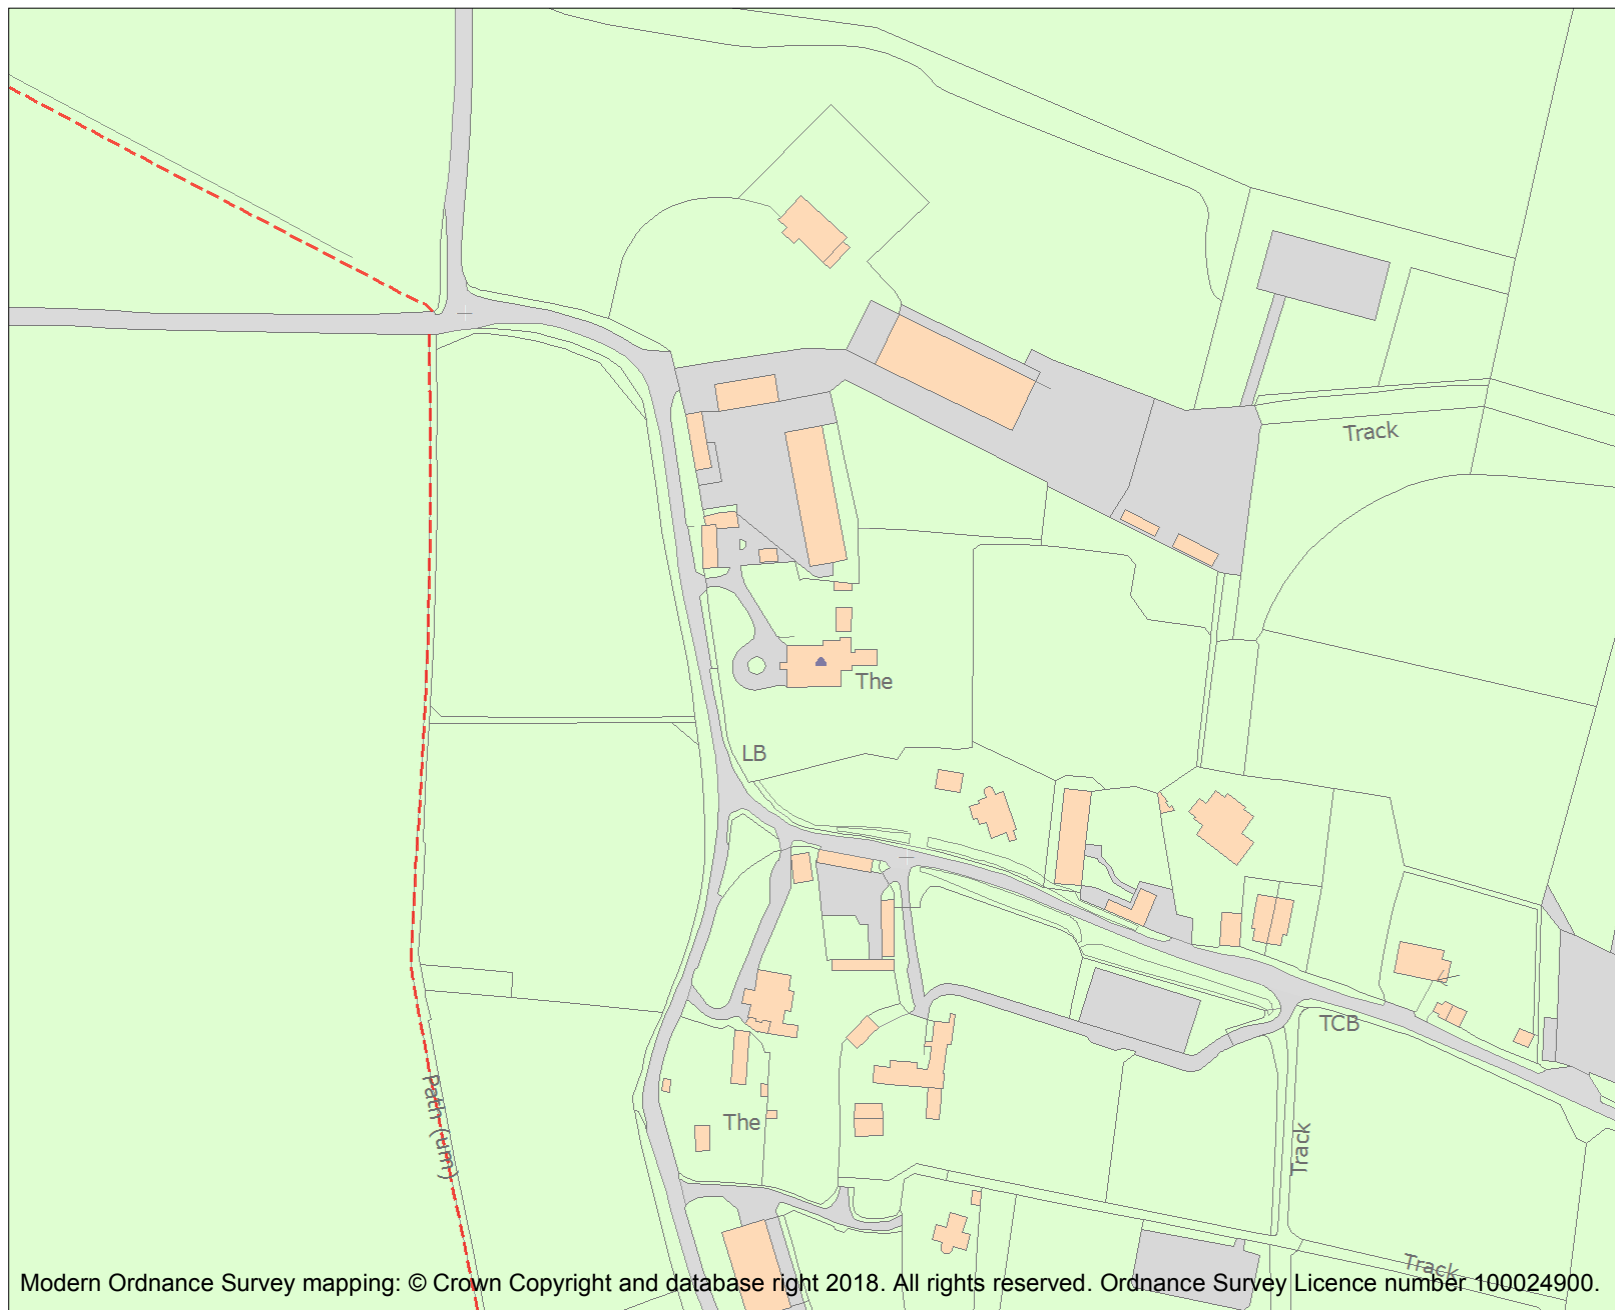 Track
The
LB
TCB
Path (um)
The
Track
Track
Modern Ordnance Survey mapping: © Crown Copyright and database right 2018. All rights reserved. Ordnance Survey Licence number 100024900.